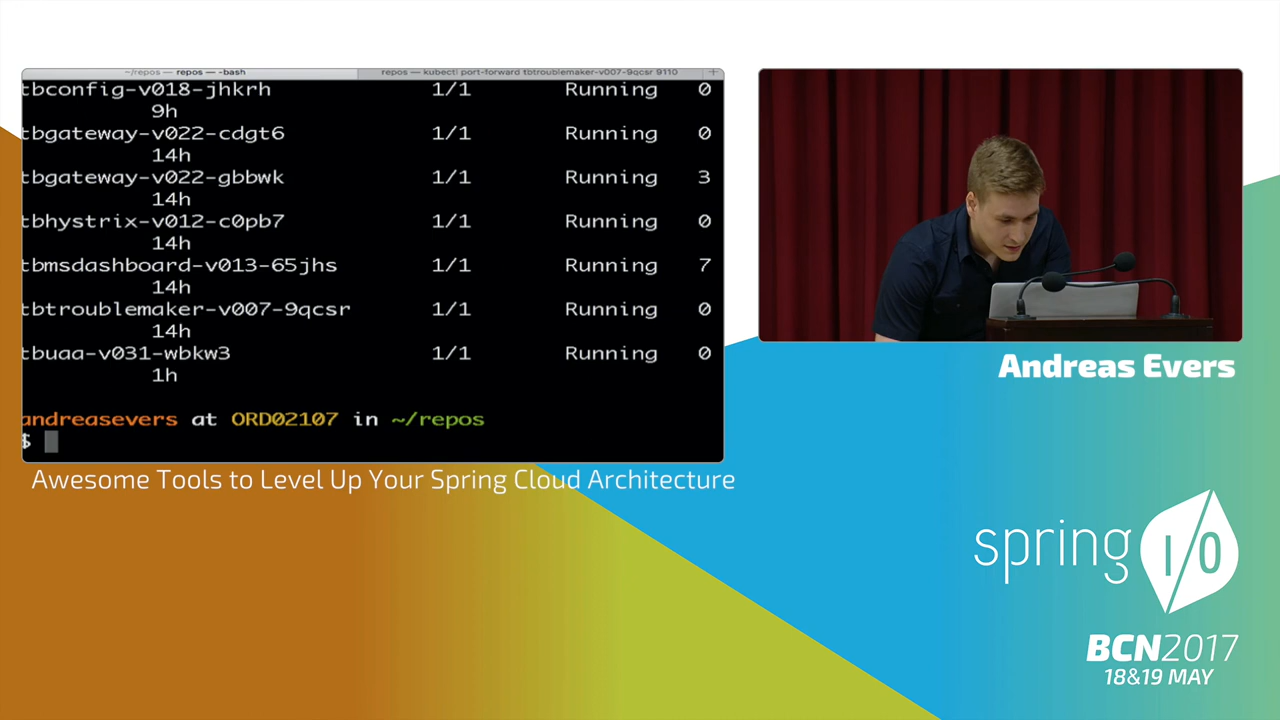 ~/repos — repos — -bash
repos — kubectl port-forward tbtroublemaker-v007-9qcsr 9110
tbconfig-v018-jhkrh 1/1 Running 0
9h
tbgateway-v022-cdgt6 1/1 Running 0
14h
tbgateway-v022-gbbwk 1/1 Running 3
14h
tbhystrix-v012-c0pb7 1/1 Running 0
14h
tbmsdashboard-v013-65jhs 1/1 Running 7
14h
tbtroublemaker-v007-9qcsr 1/1 Running 0
14h
tbuaa-v031-wbkw3 1/1 Running 0
1h
andreasevers at ORD02107 in ~/repos
$
Andreas Evers
Awesome Tools to Level Up Your Spring Cloud Architecture
spring I/O
BCN2017
18&19 MAY